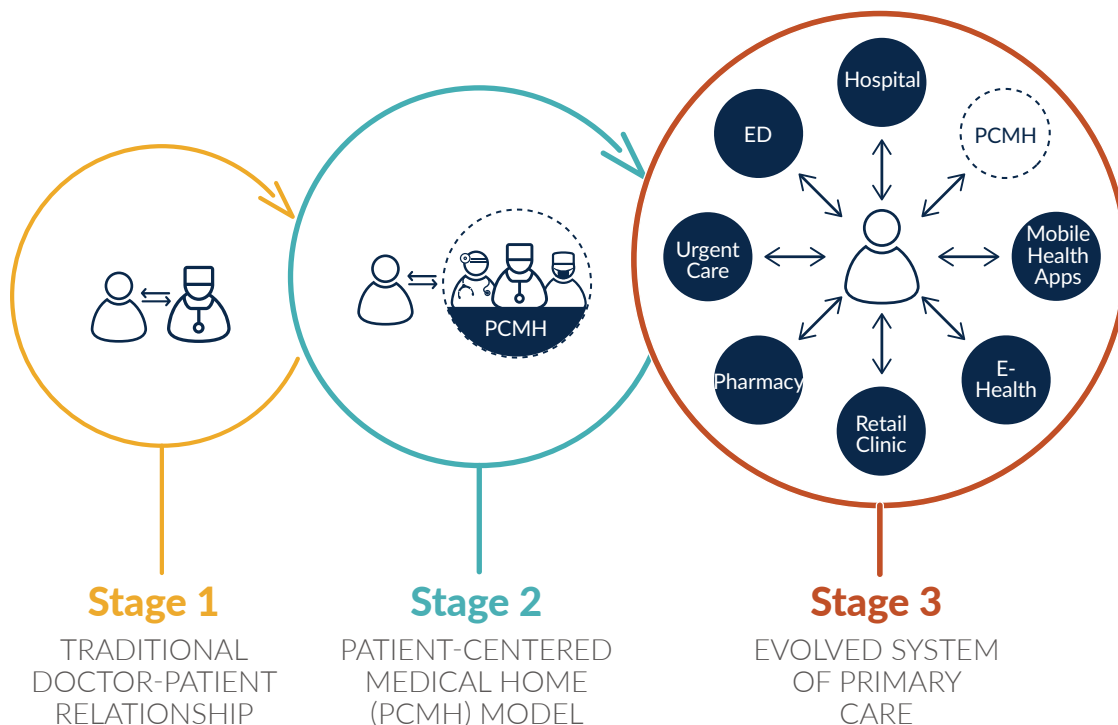 PCMH
Hospital
ED
PCMH
Urgent
Care
Mobile
Health
Apps
Pharmacy
E-
Health
Retail
Clinic
Stage 1
TRADITIONAL
DOCTOR-PATIENT
RELATIONSHIP
Stage 2
PATIENT-CENTERED
MEDICAL HOME
(PCMH) MODEL
Stage 3
EVOLVED SYSTEM
OF PRIMARY
CARE